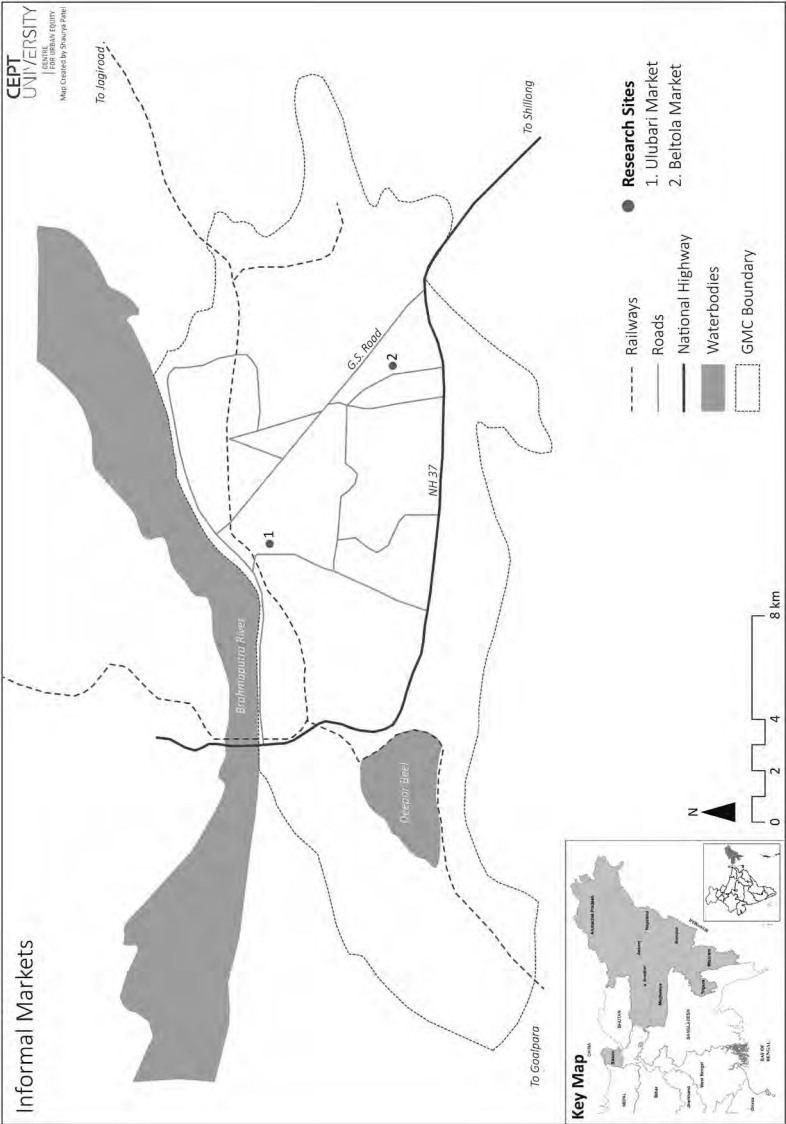 Informal Markets
CEPT
UNIVERSITY
CENTRE
FOR URBAN EQUITY
Map Created by Shaurya Patel
To Jagiroad
Brahmaputra River
G.S. Road
1
2
NH 37
Deepor Beel
To Shillong
To Goalpara
Key Map
CHINA
NEPAL
Sikkim
BHUTAN
Arunachal Pradesh
Assam
Nagaland
Meghalaya
Manipur
Mizoram
Tripura
BANGLADESH
Bihar
Jharkhand
West Bengal
Orissa
BAY OF
BENGAL
N
0 2 4 8 km
Railways
Roads
National Highway
Waterbodies
GMC Boundary
Research Sites
1. Ulubari Market
2. Beltola Market